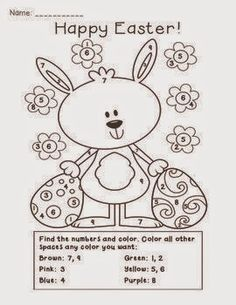 Name: __________
Happy Easter!
Find the numbers and color. Color all other
spaces any color you want:
Brown: 7, 9
Green: 1, 2
Pink: 3
Yellow: 5, 6
Blue: 4
Purple: 8